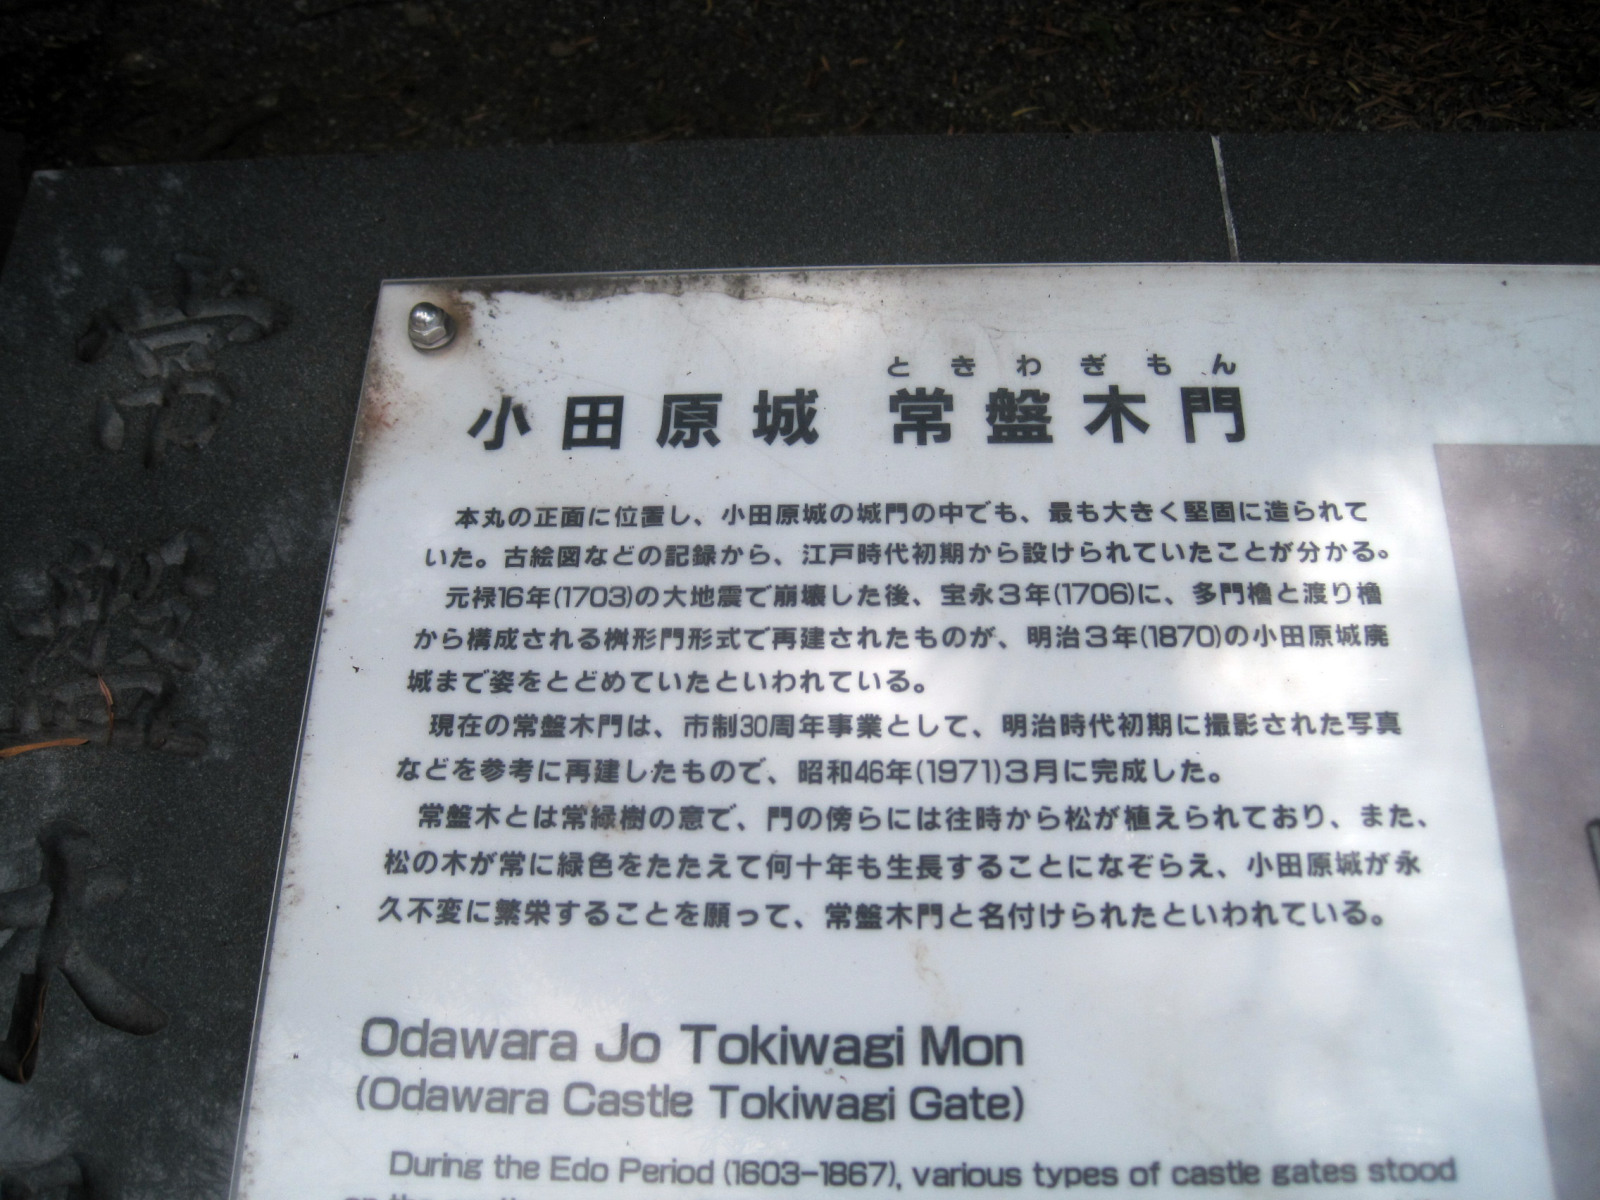 常盤木
ときわぎもん
小田原城 常盤木門
本丸の正面に位置し、小田原城の城門の中でも、最も大きく堅固に造られて
いた。古絵図などの記録から、江戸時代初期から設けられていたことが分かる。
元禄16年(1703)の大地震で崩壊した後、宝永3年(1706)に、多門櫓と渡り櫓
から構成される桝形門形式で再建されたものが、明治3年(1870)の小田原城廃
城まで姿をとどめていたといわれている。
現在の常盤木門は、市制30周年事業として、明治時代初期に撮影された写真
などを参考に再建したもので、昭和46年(1971)3月に完成した。
常盤木とは常緑樹の意で、門の傍らには往時から松が植えられており、また、
松の木が常に緑色をたたえて何十年も生長することになぞらえ、小田原城が永
久不変に繁栄することを願って、常盤木門と名付けられたといわれている。
Odawara Jo Tokiwagi Mon
(Odawara Castle Tokiwagi Gate)
During the Edo Period (1603-1867), various types of castle gates stood